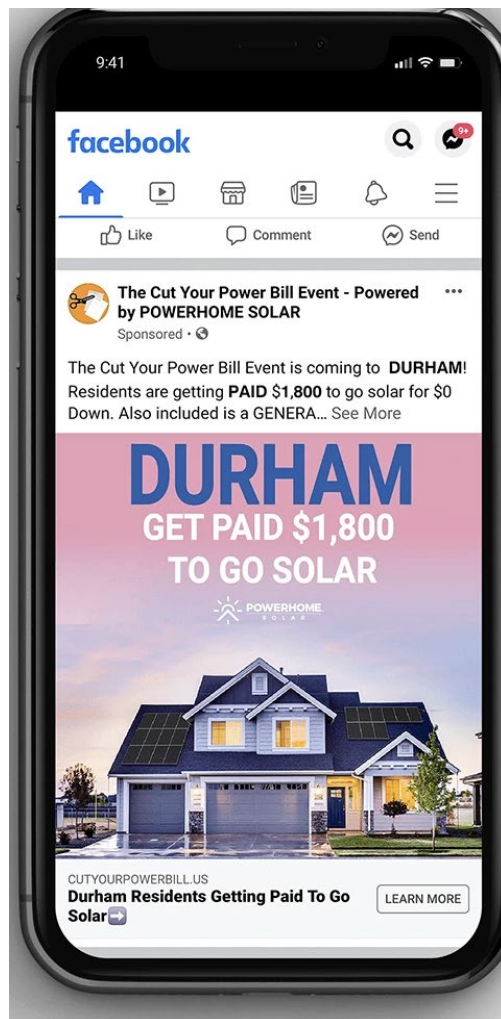 9:41
facebook
9+
Like
Comment
Send
The Cut Your Power Bill Event - Powered
by POWERHOME SOLAR
Sponsored ·
The Cut Your Power Bill Event is coming to DURHAM!
Residents are getting PAID $1,800 to go solar for $0
Down. Also included is a GENERA... See More
DURHAM
GET PAID $1,800
TO GO SOLAR
POWERHOME
SOLAR
CUTYOURPOWERBILL.US
Durham Residents Getting Paid To Go
Solar➡
LEARN MORE